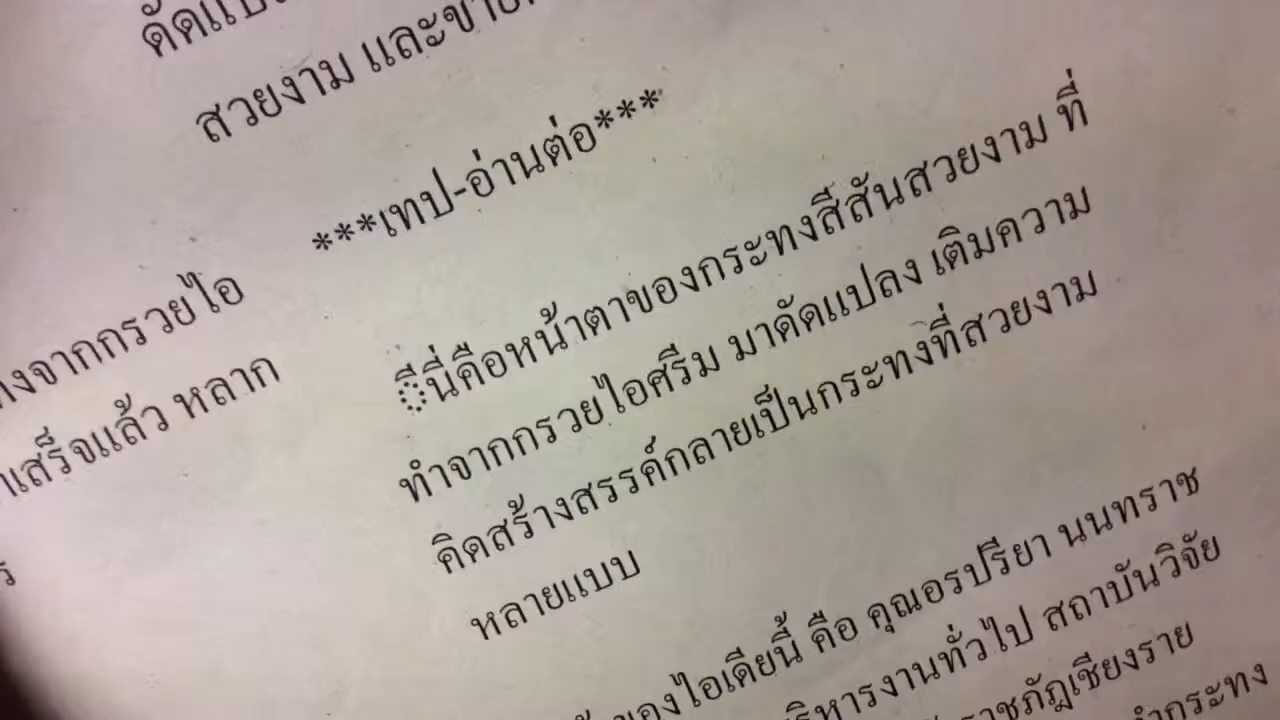 สวยงาม และ
***เทป-อ่านต่อ***
งจากกรวยไอ
เสร็จแล้ว หลาก
ีนี่คือหน้าตาของกระทงสีสันสวยงาม ที่
ทำจากกรวยไอศรีม มาดัดแปลง เติมความ
คิดสร้างสรรค์กลายเป็นกระทงที่สวยงาม
หลายแบบ
ของไอเดียนี้ คือ คุณอรปรียา นนทราช
ริหารงานทั่วไป สถาบันวิจัย
ราชภัฏเชียงราย
ทำกระทง